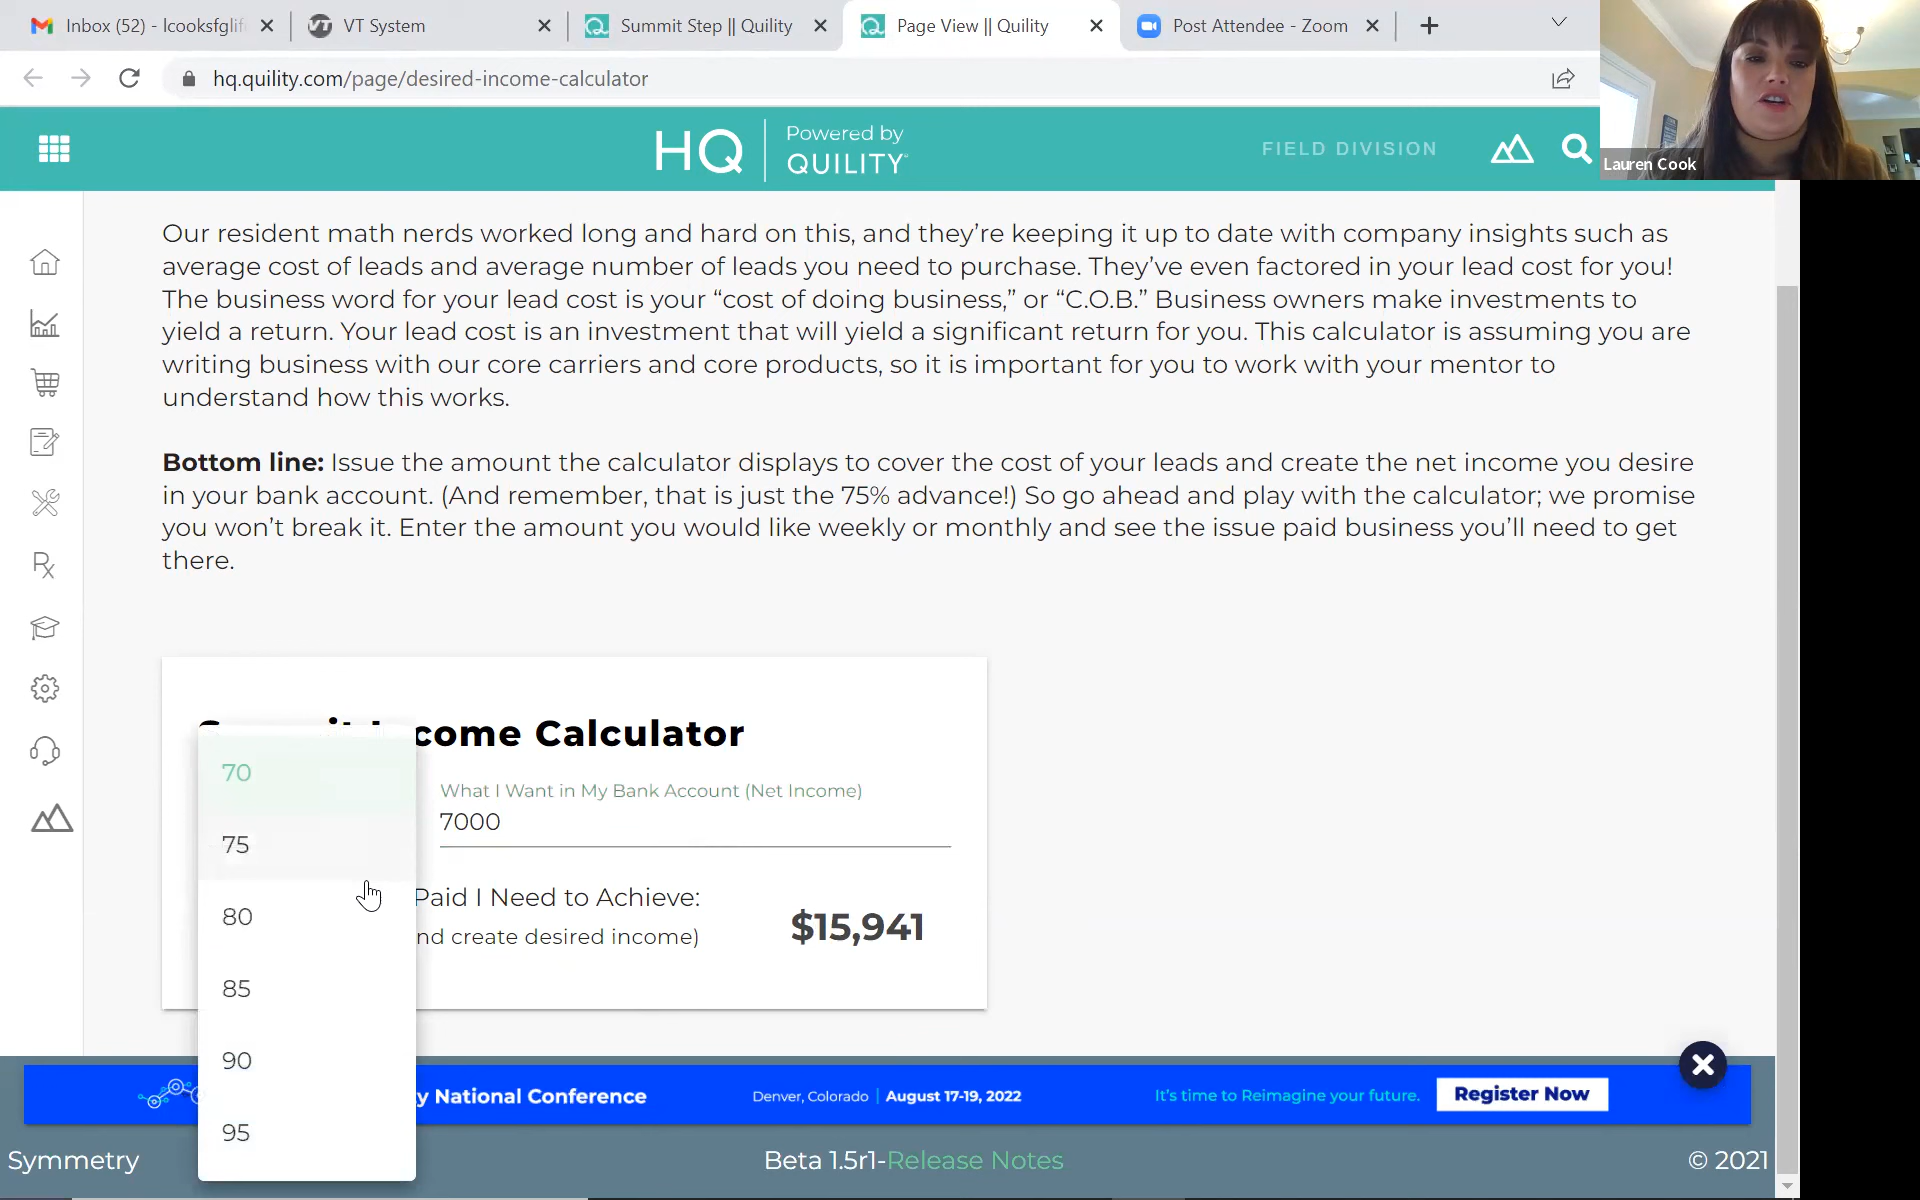 Inbox (52) - lcooksfglif
VT System
Summit Step || Quility
Page View || Quility
Post Attendee - Zoom
hq.quility.com/page/desired-income-calculator
HQ
Powered by
QUILITY
FIELD DIVISION
Lauren Cook
Our resident math nerds worked long and hard on this, and they’re keeping it up to date with company insights such as
average cost of leads and average number of leads you need to purchase. They’ve even factored in your lead cost for you!
The business word for your lead cost is your “cost of doing business,” or “C.O.B.” Business owners make investments to
yield a return. Your lead cost is an investment that will yield a significant return for you. This calculator is assuming you are
writing business with our core carriers and core products, so it is important for you to work with your mentor to
understand how this works.
Bottom line: Issue the amount the calculator displays to cover the cost of your leads and create the net income you desire
in your bank account. (And remember, that is just the 75% advance!) So go ahead and play with the calculator; we promise
you won’t break it. Enter the amount you would like weekly or monthly and see the issue paid business you’ll need to get
there.
come Calculator
70
What I Want in My Bank Account (Net Income)
7000
75
Paid I Need to Achieve:
80
nd create desired income)
$15,941
85
90
95
y National Conference
Denver, Colorado | August 17-19, 2022
It’s time to Reimagine your future.
Register Now
Symmetry
Beta 1.5r1-Release Notes
© 2021